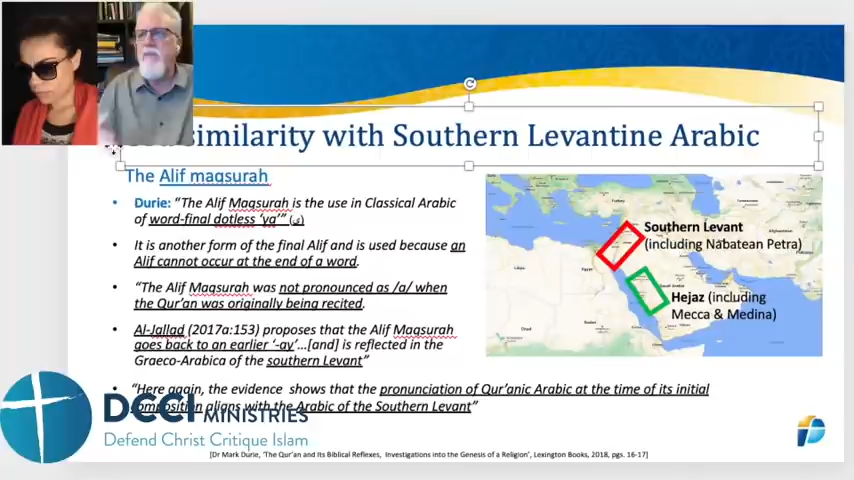 similarity with Southern Levantine Arabic
The Alif maqsurah
• Durie: “The Alif Maqsurah is the use in Classical Arabic
of word-final dotless ‘ya’” (ي)
• It is another form of the final Alif and is used because an
Alif cannot occur at the end of a word.
• “The Alif Maqsurah was not pronounced as /a/ when
the Qur’an was originally being recited.
• Al-Jallad (2017a:153) proposes that the Alif Maqsurah
goes back to an earlier ‘-ay’…[and] is reflected in the
Graeco-Arabica of the southern Levant”
• “Here again, the evidence shows that the pronunciation of Qur’anic Arabic at the time of its initial
composition aligns with the Arabic of the Southern Levant”
Southern Levant
(including Nabatean Petra)
Hejaz (including
Mecca & Medina)
Turkey
Libya
Egypt
Chad
DCCI MINISTRIES
Defend Christ Critique Islam
[Dr Mark Durie, ‘The Qur’an and Its Biblical Reflexes, Investigations into the Genesis of a Religion’, Lexington Books, 2018, pgs. 16-17]